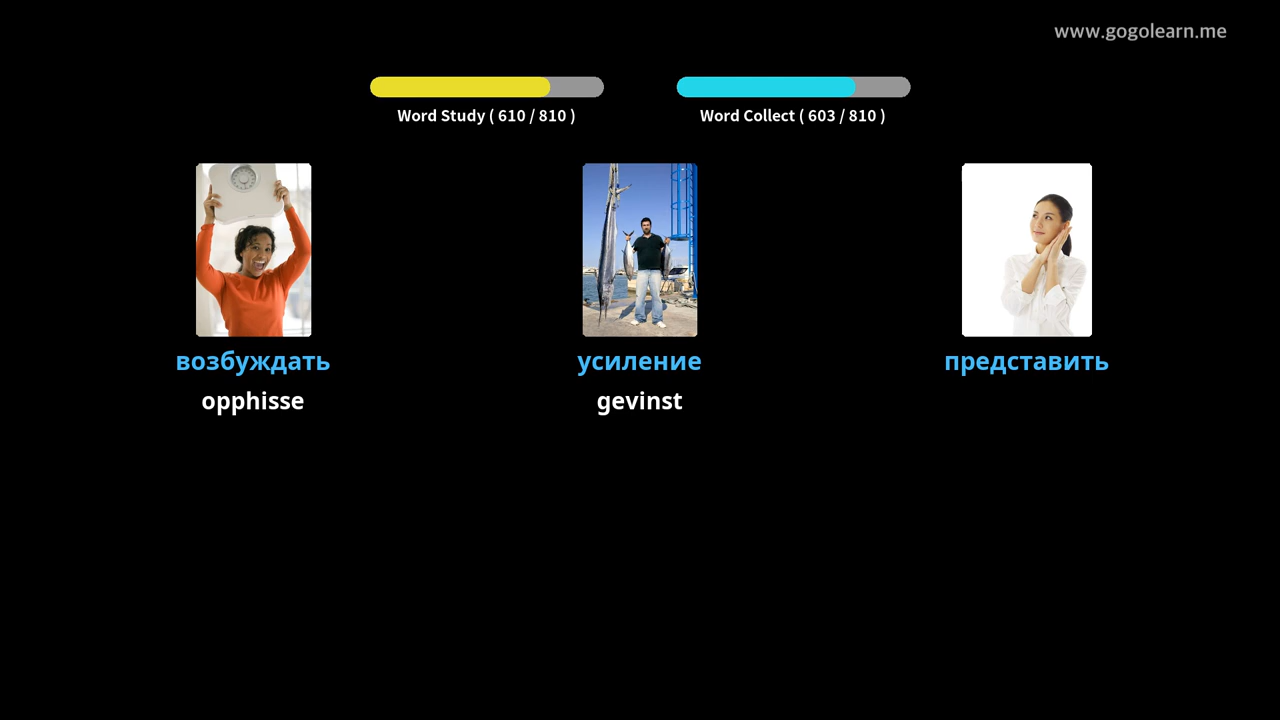 www.gogolearn.me
Word Study ( 610 / 810 )
Word Collect ( 603 / 810 )
возбуждать
усиление
представить
opphisse
gevinst